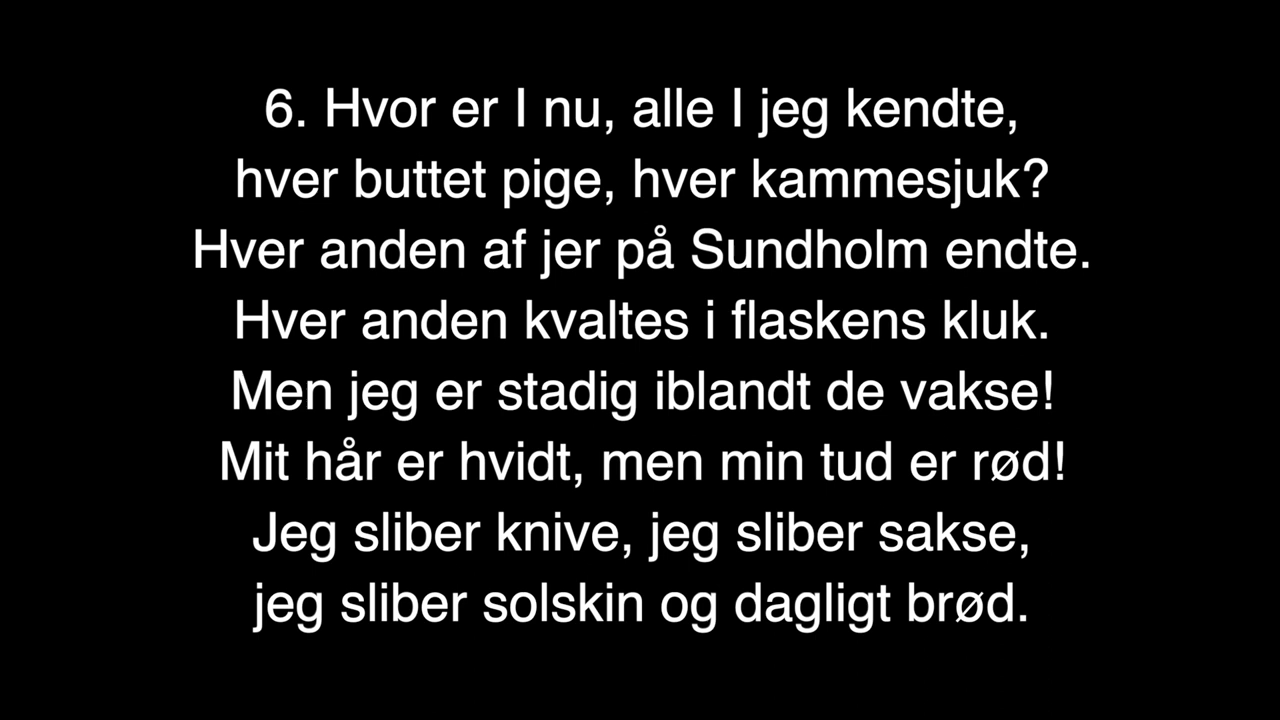 6. Hvor er I nu, alle I jeg kendte,
hver buttet pige, hver kammesjuk?
Hver anden af jer på Sundholm endte.
Hver anden kvaltes i flaskens kluk.
Men jeg er stadig iblandt de vakse!
Mit hår er hvidt, men min tud er rød!
Jeg sliber knive, jeg sliber sakse,
jeg sliber solskin og dagligt brød.